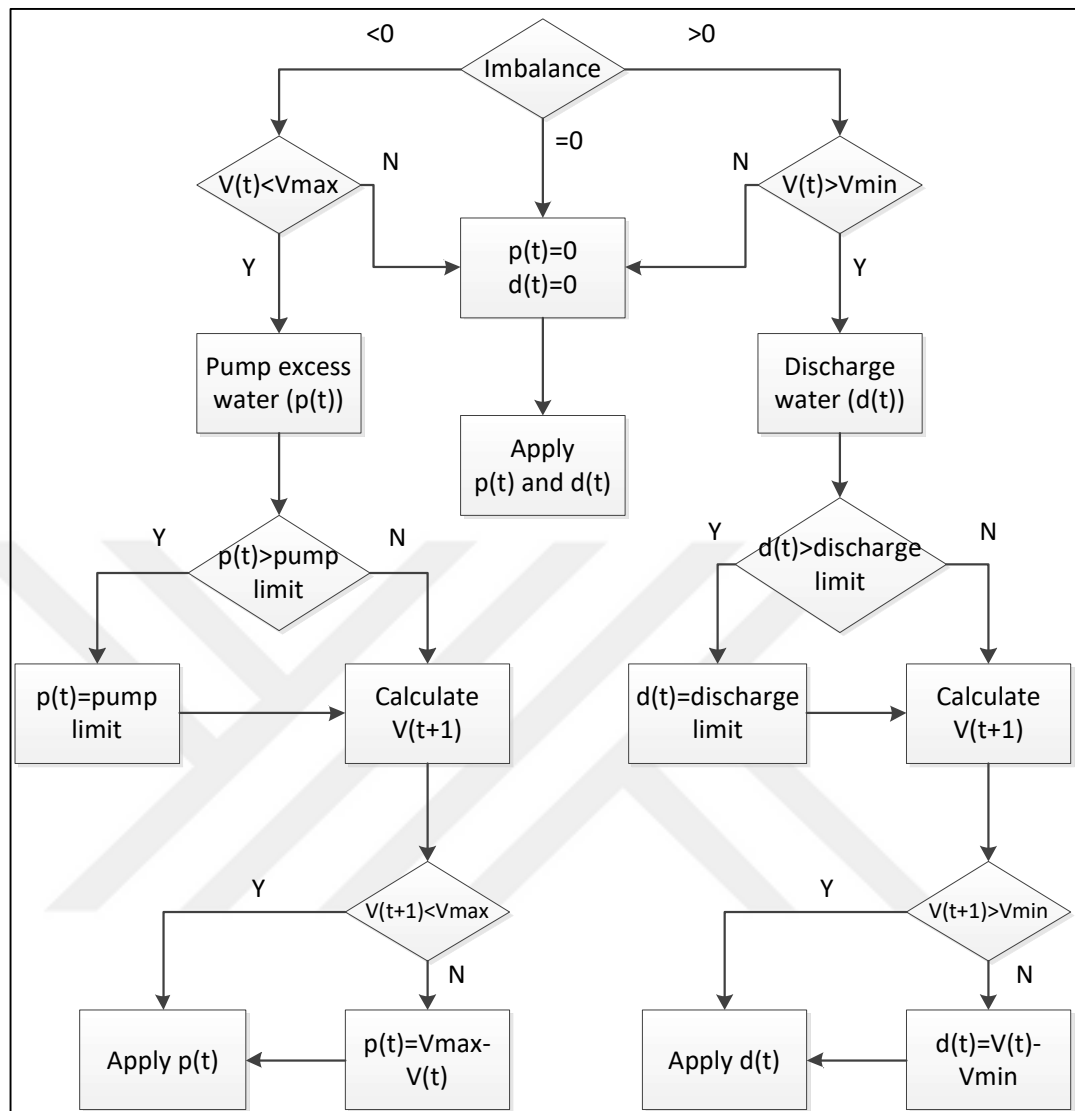 <0
>0
Imbalance
=0
V(t)<Vmax
N
N
V(t)>Vmin
p(t)=0
d(t)=0
Y
Y
Pump excess
water (p(t))
Discharge
water (d(t))
Apply
p(t) and d(t)
Y
p(t)>pump
limit
N
Y
d(t)>discharge
limit
N
p(t)=pump
limit
Calculate
V(t+1)
d(t)=discharge
limit
Calculate
V(t+1)
Y
V(t+1)<Vmax
Y
V(t+1)>Vmin
N
N
Apply p(t)
p(t)=Vmax-
V(t)
Apply d(t)
d(t)=V(t)-
Vmin